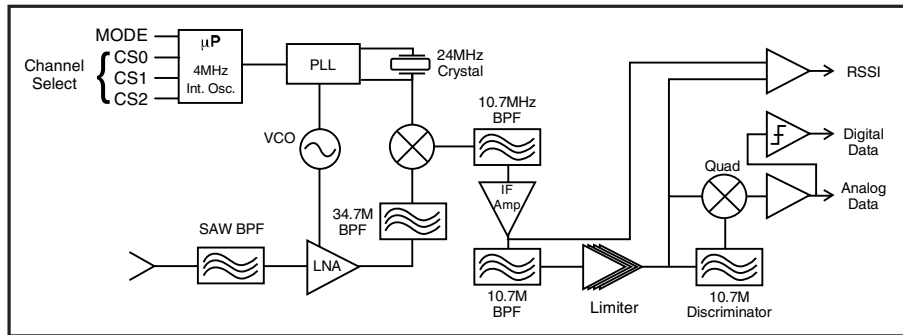 MODE
CS0
CS1
CS2
Channel
Select
µP
4MHz
Int. Osc.
PLL
24MHz
Crystal
VCO
10.7MHz
BPF
IF
Amp
34.7M
BPF
SAW BPF
LNA
10.7M
BPF
Limiter
10.7M
Discriminator
Quad
RSSI
Digital
Data
Analog
Data